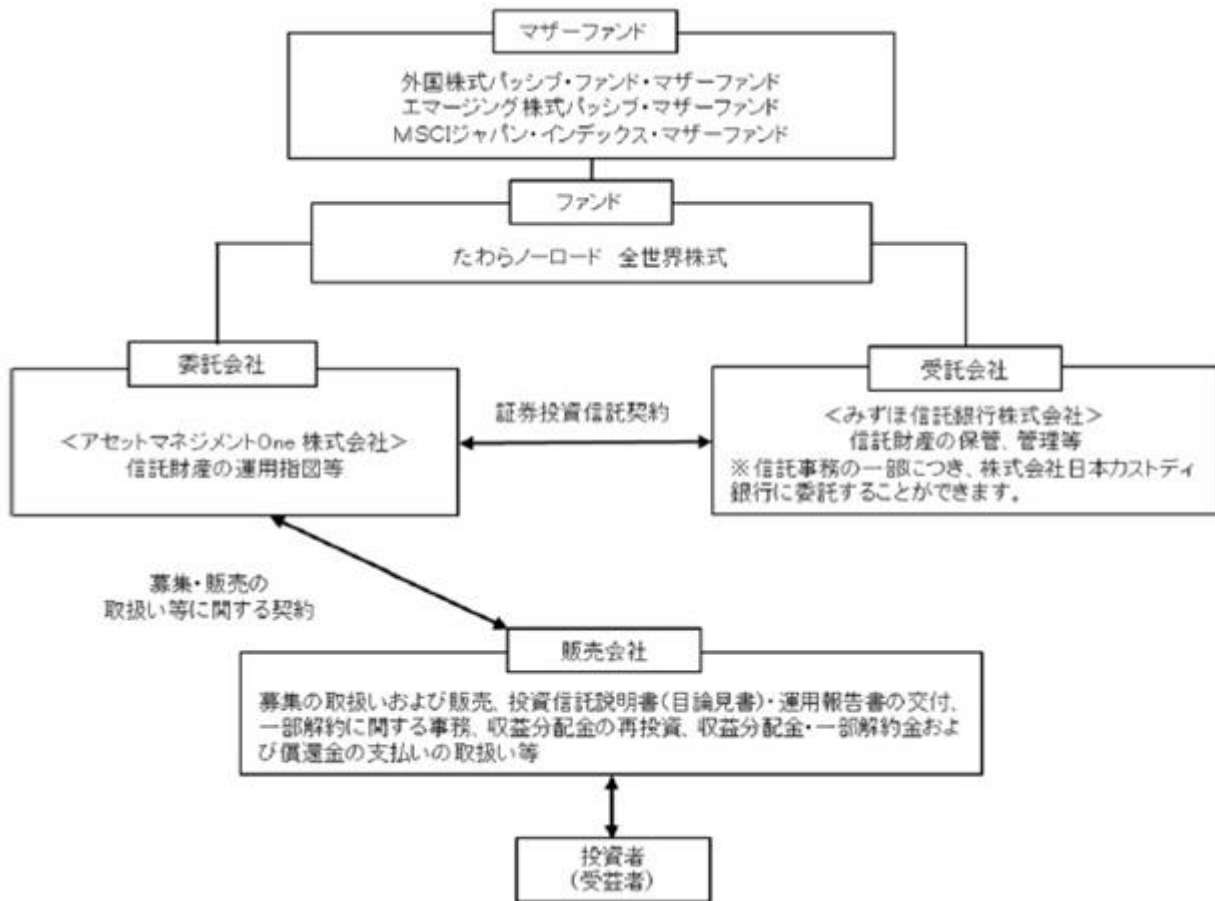 マザーファンド
外国株式パッシブ・ファンド・マザーファンド
エマージング株式パッシブ・マザーファンド
MSCIジャパン・インデックス・マザーファンド
ファンド
たわらノーロード 全世界株式
委託会社
<アセットマネジメントOne 株式会社>
信託財産の運用指図等
証券投資信託契約
受託会社
<みずほ信託銀行株式会社>
信託財産の保管、管理等
※信託事務の一部につき、株式会社日本カストディ
銀行に委託することができます。
募集・販売の
取扱い等に関する契約
販売会社
募集の取扱いおよび販売、投資信託説明書(目論見書)・運用報告書の交付、
一部解約に関する事務、収益分配金の再投資、収益分配金・一部解約金およ
び償還金の支払いの取扱い等
投資者
(受益者)